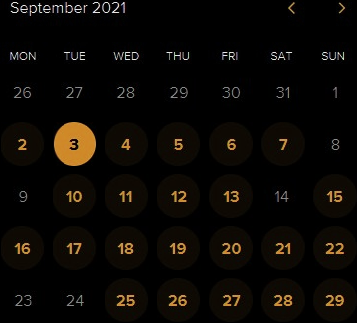 September 2021
MON TUE WED THU FRI SAT SUN
26 27 28 29 30 31 1
2 3 4 5 6 7 8
9 10 11 12 13 14 15
16 17 18 19 20 21 22
23 24 25 26 27 28 29